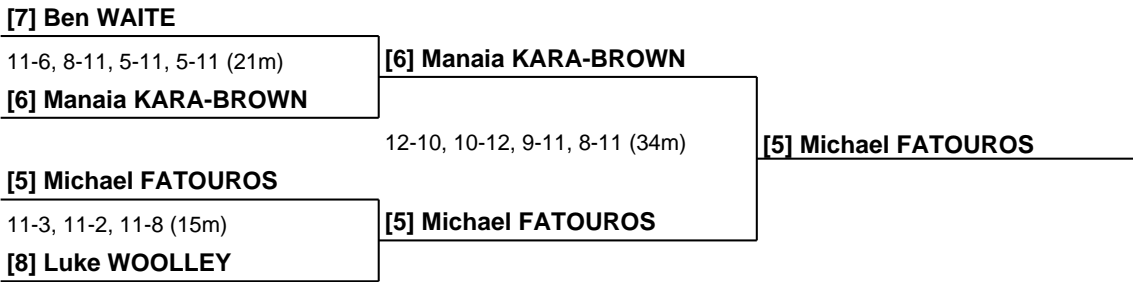 [7] Ben WAITE
11-6, 8-11, 5-11, 5-11 (21m)
[6] Manaia KARA-BROWN
[6] Manaia KARA-BROWN
12-10, 10-12, 9-11, 8-11 (34m)
[5] Michael FATOUROS
[5] Michael FATOUROS
11-3, 11-2, 11-8 (15m)
[5] Michael FATOUROS
[8] Luke WOOLLEY